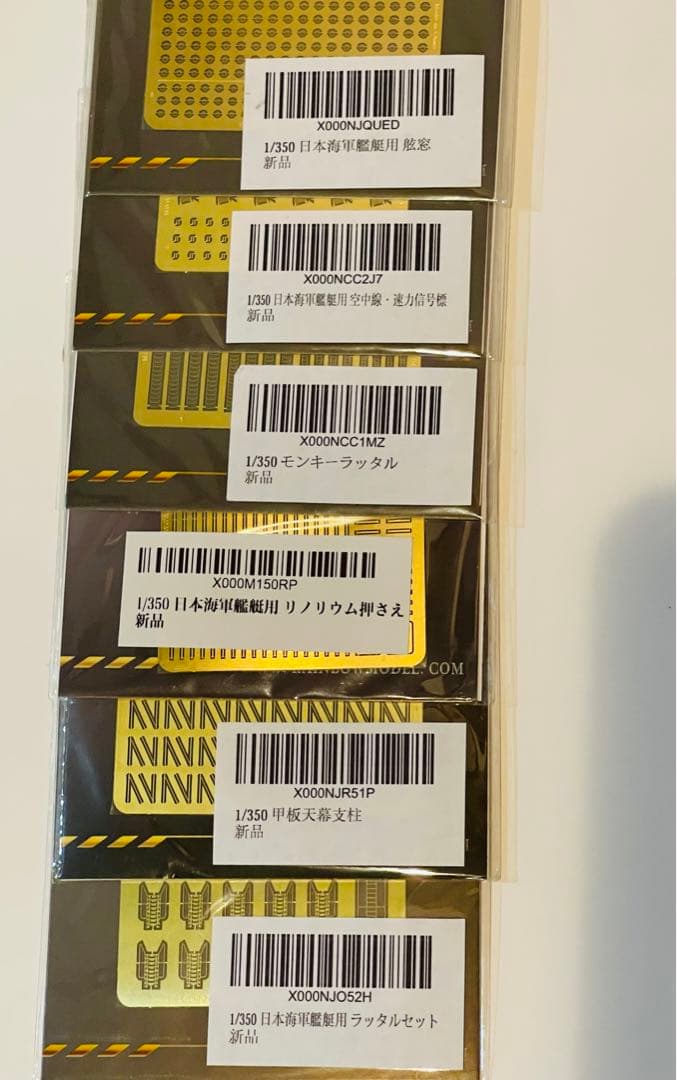 X000NJQUED
1/350 日本海軍艦艇用 舷窓
新品
X000NCC2J7
1/350 日本海軍艦艇用 空中線・速力信号標
新品
X000NCC1MZ
1/350 モンキーラッタル
新品
X000M150RP
1/350 日本海軍艦艇用 リノリウム押さえ
新品
RAINBOWMODEL.COM
X000NJR51P
1/350 甲板天幕支柱
新品
X000NJO52H
1/350 日本海軍艦艇用 ラッタルセット
新品